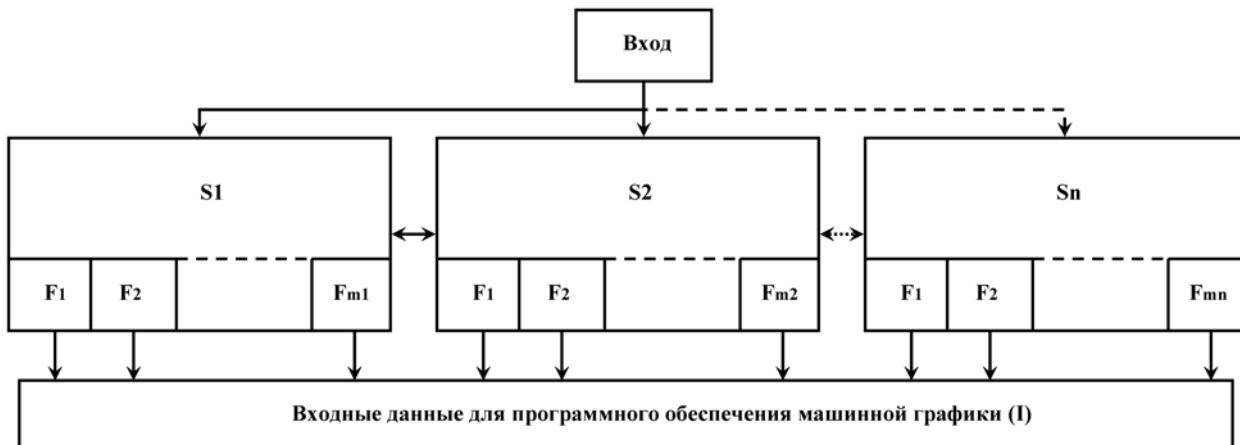 Вход
S1
S2
Sn
F1 F2 Fm1 F1 F2 Fm2 F1 F2 Fmn
Входные данные для программного обеспечения машинной графики (I)